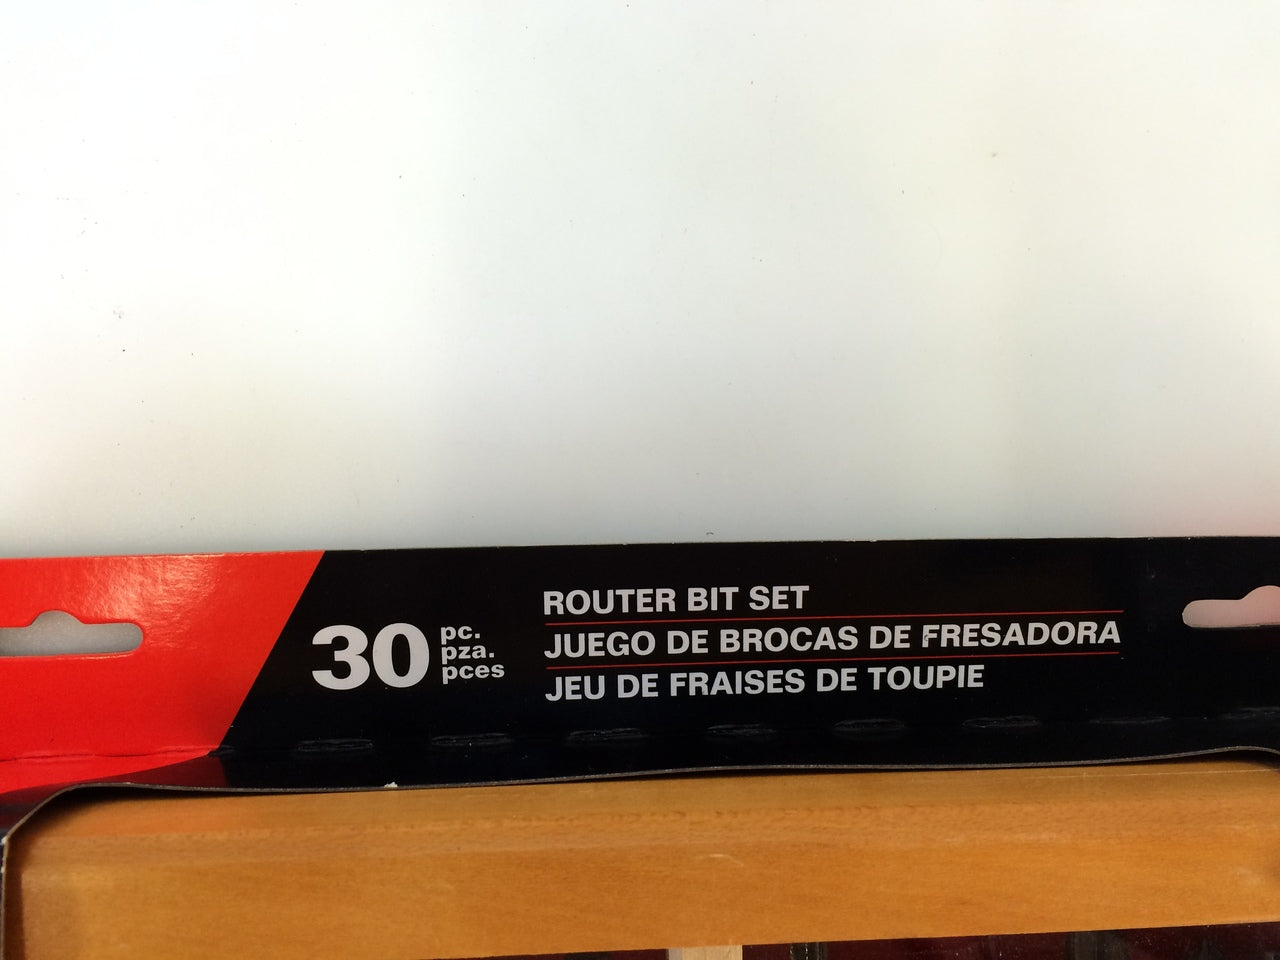 30 pc.
pza.
pces
ROUTER BIT SET
JUEGO DE BROCAS DE FRESADORA
JEU DE FRAISES DE TOUPIE